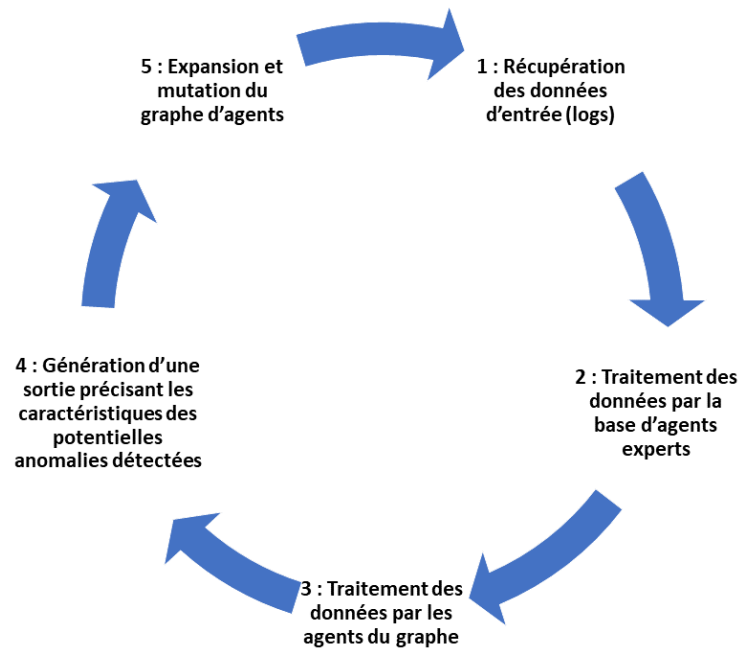 1 : Récupération
des données
d’entrée (logs)
2 : Traitement des
données par la
base d’agents
experts
3 : Traitement des
données par les
agents du graphe
4 : Génération d’une
sortie précisant les
caractéristiques des
potentielles
anomalies détectées
5 : Expansion et
mutation du
graphe d’agents